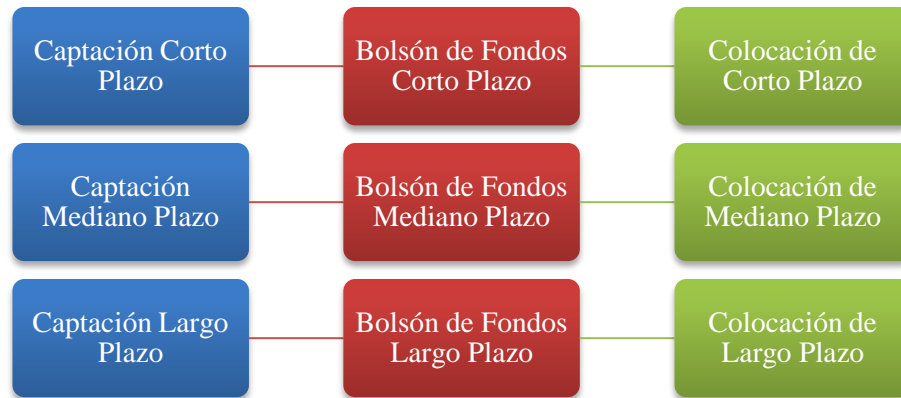 Captación Corto
Plazo
Bolsón de Fondos
Corto Plazo
Colocación de
Corto Plazo
Captación
Mediano Plazo
Bolsón de Fondos
Mediano Plazo
Colocación de
Mediano Plazo
Captación Largo
Plazo
Bolsón de Fondos
Largo Plazo
Colocación de
Largo Plazo